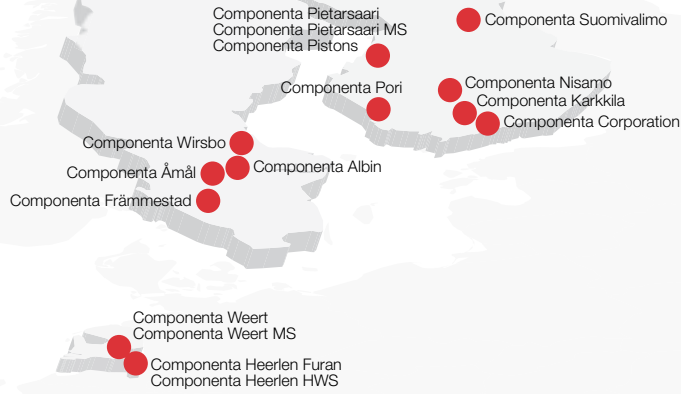 Componenta Pietarsaari
Componenta Pietarsaari MS
Componenta Pistons
Componenta Suomivalimo
Componenta Pori
Componenta Nisamo
Componenta Karkkila
Componenta Corporation
Componenta Wirsbo
Componenta Albin
Componenta Åmål
Componenta Främmestad
Componenta Weert
Componenta Weert MS
Componenta Heerlen Furan
Componenta Heerlen HWS